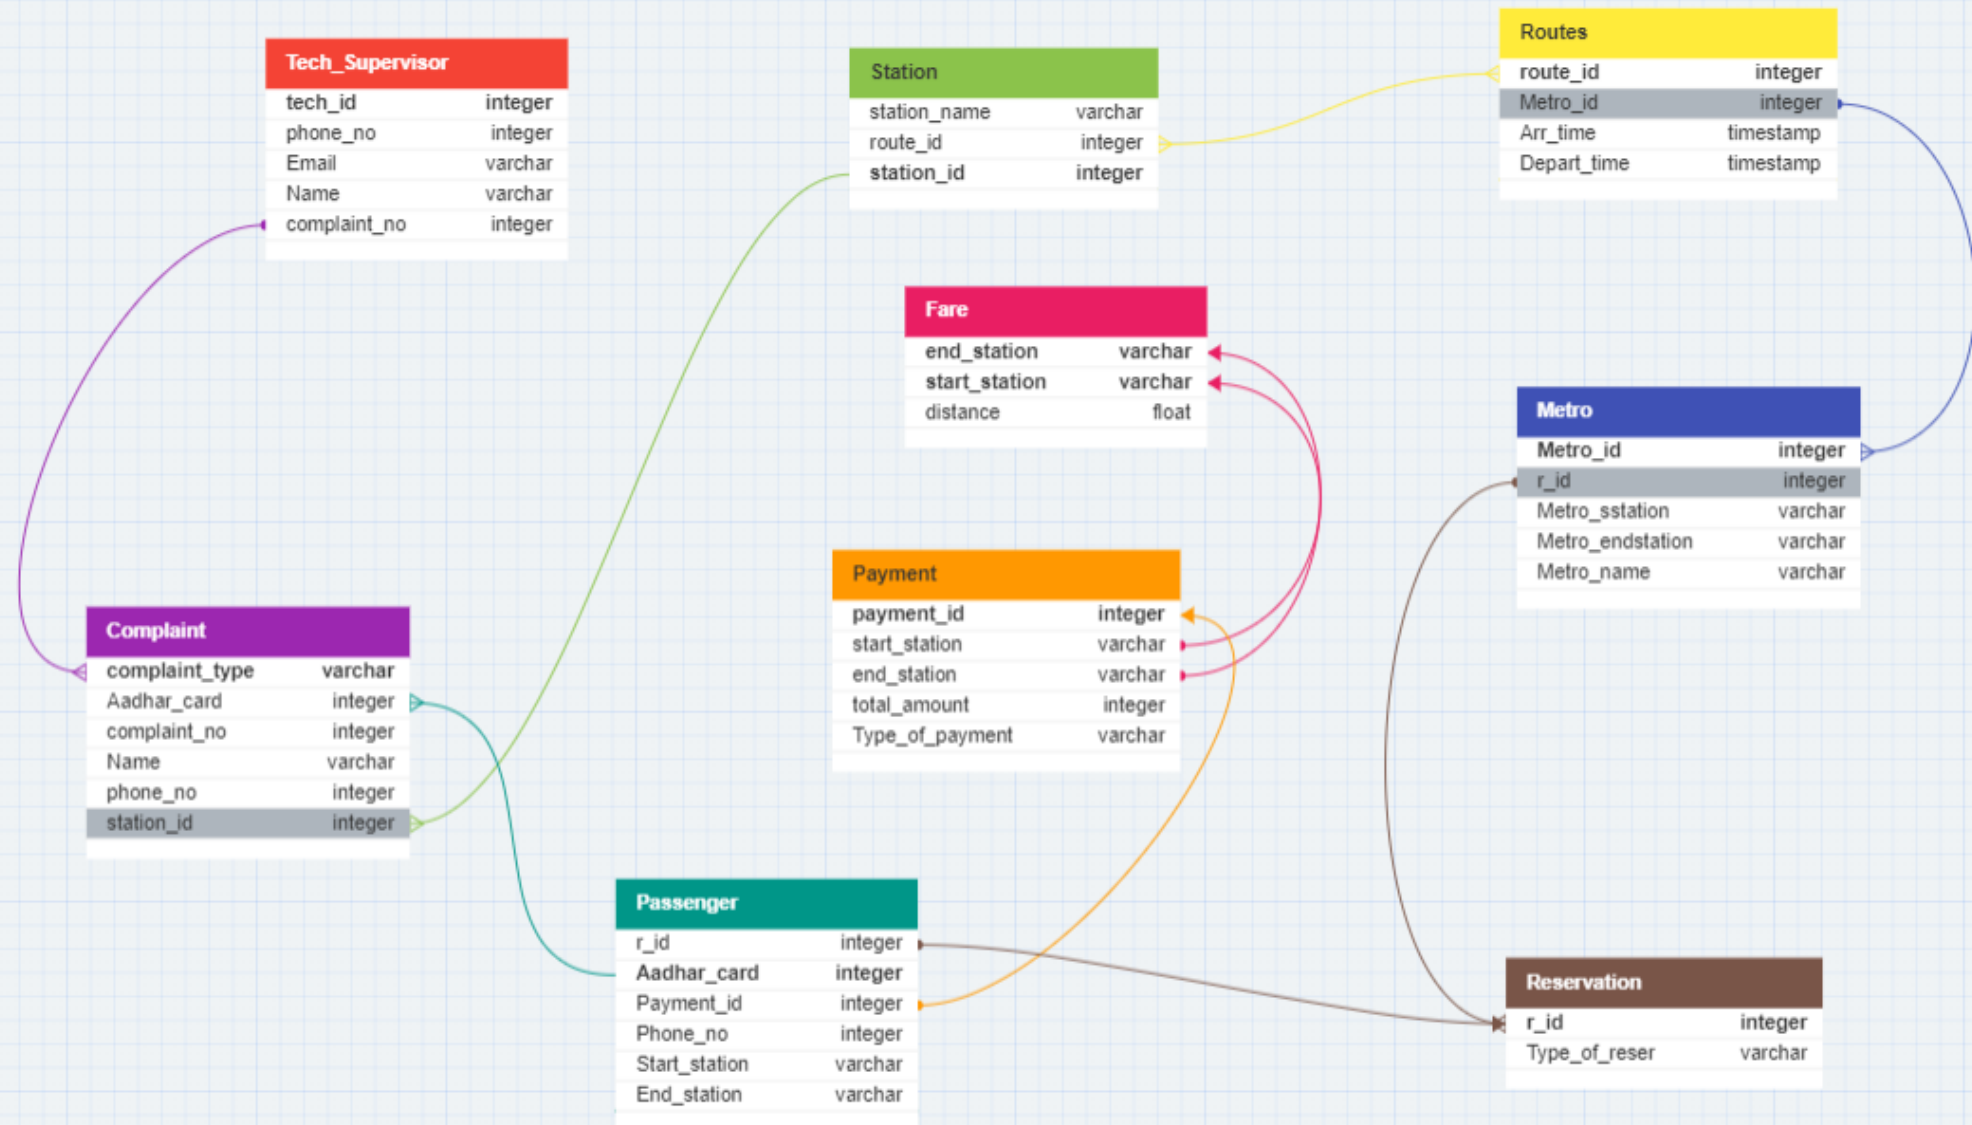 Tech_Supervisor
tech_id integer
phone_no integer
Email varchar
Name varchar
complaint_no integer
Station
station_name varchar
route_id integer
station_id integer
Routes
route_id integer
Metro_id integer
Arr_time timestamp
Depart_time timestamp
Fare
end_station varchar
start_station varchar
distance float
Metro
Metro_id integer
r_id integer
Metro_sstation varchar
Metro_endstation varchar
Metro_name varchar
Payment
payment_id integer
start_station varchar
end_station varchar
total_amount integer
Type_of_payment varchar
Complaint
complaint_type varchar
Aadhar_card integer
complaint_no integer
Name varchar
phone_no integer
station_id integer
Passenger
r_id integer
Aadhar_card integer
Payment_id integer
Phone_no integer
Start_station varchar
End_station varchar
Reservation
r_id integer
Type_of_reser varchar